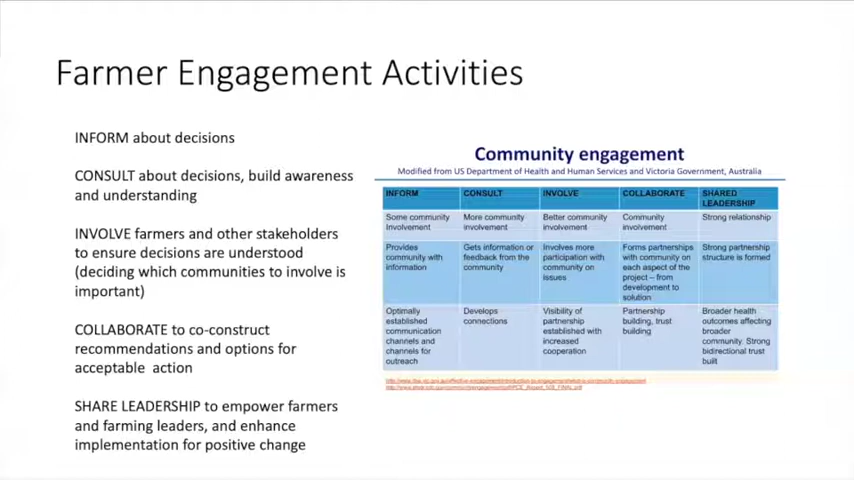 Farmer Engagement Activities
INFORM about decisions
CONSULT about decisions, build awareness
and understanding
INVOLVE farmers and other stakeholders
to ensure decisions are understood
(deciding which communities to involve is
important)
COLLABORATE to co-construct
recommendations and options for
acceptable action
SHARE LEADERSHIP to empower farmers
and farming leaders, and enhance
implementation for positive change
Community engagement
Modified from US Department of Health and Human Services and Victoria Government, Australia
INFORM
CONSULT
INVOLVE
COLLABORATE
SHARED
LEADERSHIP
Some community
Involvement
More community
involvement
Better community
involvement
Community
involvement
Strong relationship
Provides
community with
information
Gets information or
feedback from the
community
Involves more
participation with
community on
issues
Forms partnerships
with community on
each aspect of the
project – from
development to
solution
Strong partnership
structure is formed
Optimally
established
communication
channels and
channels for
outreach
Develops
connections
Visibility of
partnership
established with
increased
cooperation
Partnership
building, trust
building
Broader health
outcomes affecting
broader
community. Strong
bidirectional trust
built